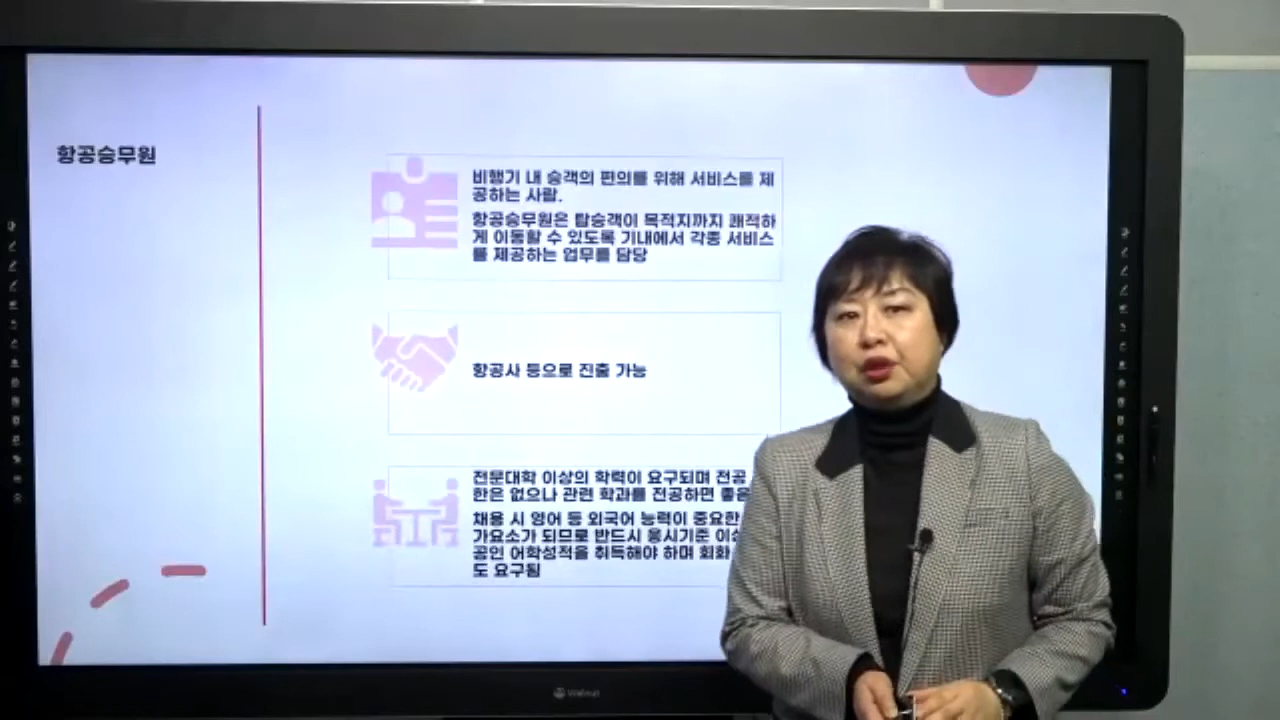 항공승무원
비행기 내 승객의 편의를 위해 서비스를 제
공하는 사람.
항공승무원은 탑승객이 목적지까지 쾌적하
게 이동할 수 있도록 기내에서 각종 서비스
를 제공하는 업무를 담당
항공사 등으로 진출 가능
전문대학 이상의 학력이 요구되며 전공
한은 없으나 관련 학과를 전공하면 좋음
채용 시 영어 등 외국어 능력이 중요한
가요소가 되므로 반드시 응시기준 이상
공인 어학성적을 취득해야 하며 회화
도 요구됨